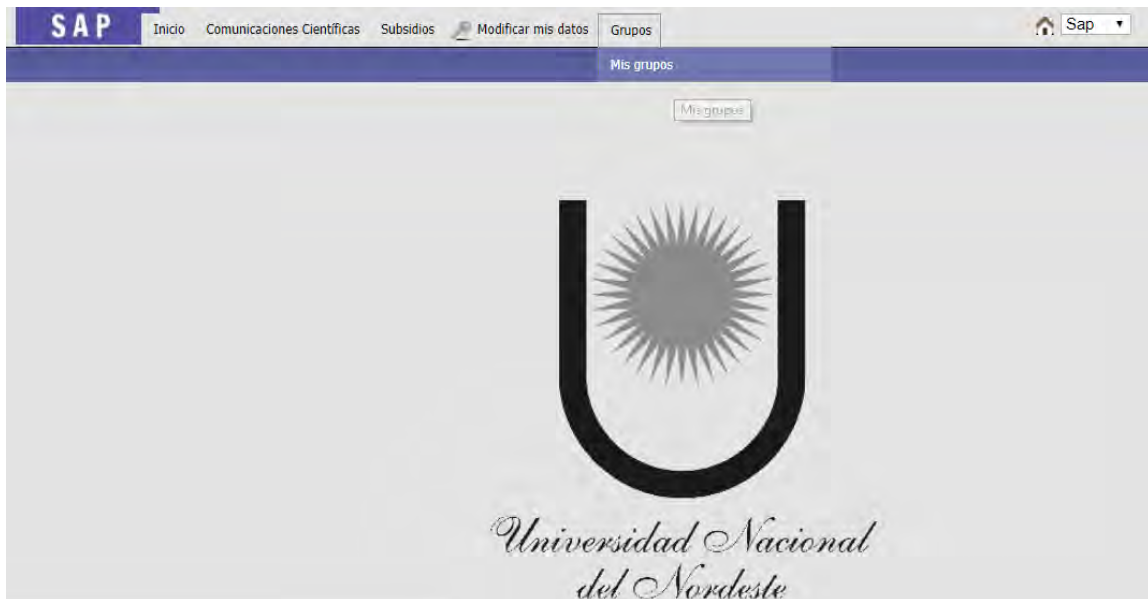 SAP Inicio Comunicaciones Científicas Subsidios Modificar mis datos Grupos Sap
Mis grupos
Mis grupos
Universidad Nacional
del Nordeste